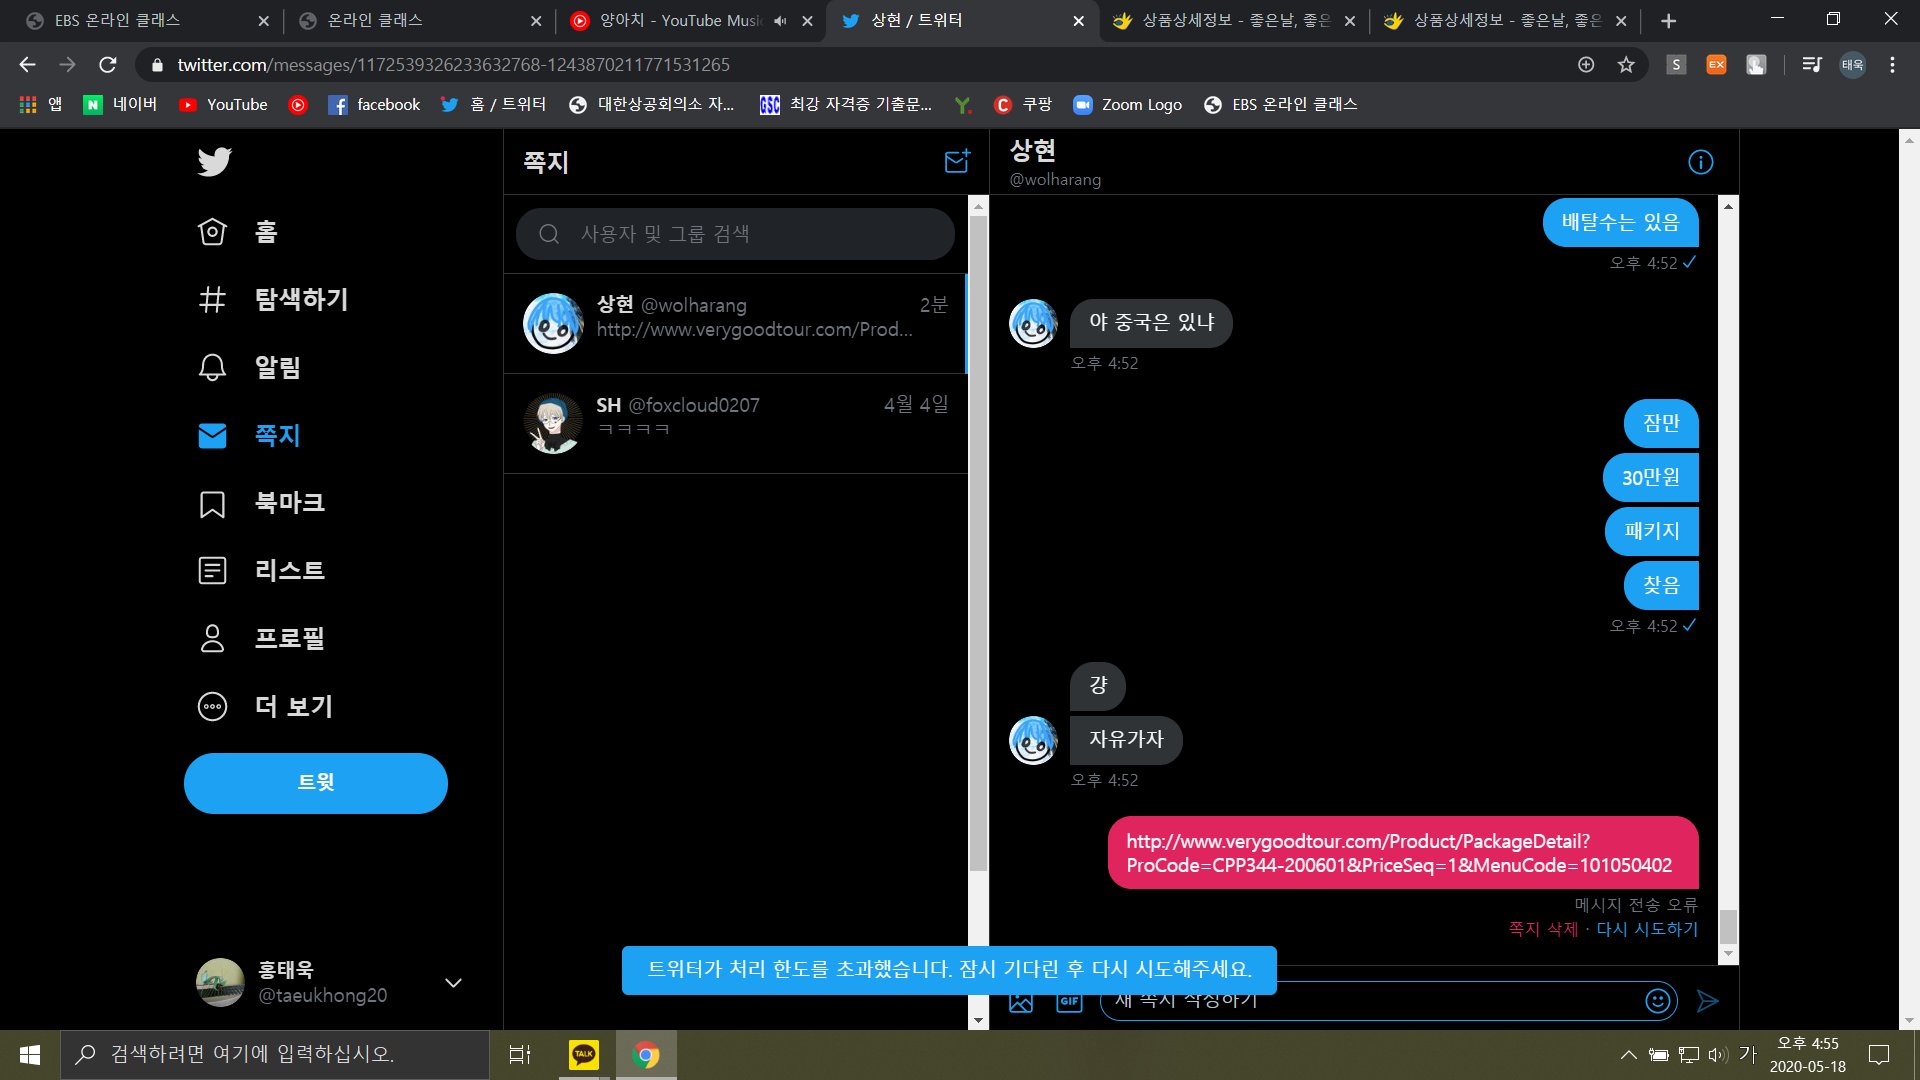 EBS 온라인 클래스
온라인 클래스
양아치 - YouTube Music
상현 / 트위터
상품상세정보 - 좋은날, 좋은
상품상세정보 - 좋은날, 좋은
twitter.com/messages/1172539326233632768-1243870211771531265
S
EX
태욱
앱
네이버
YouTube
facebook
홈 / 트위터
대한상공회의소 자...
GSC
최강 자격증 기출문...
쿠팡
Zoom Logo
EBS 온라인 클래스
홈
탐색하기
알림
쪽지
북마크
리스트
프로필
더 보기
트윗
홍태욱
@taeukhong20
쪽지
사용자 및 그룹 검색
상현 @wolharang
2분
http://www.verygoodtour.com/Prod...
SH @foxcloud0207
4월 4일
ㅋㅋㅋㅋ
상현
@wolharang
배탈수는 있음
오후 4:52
야 중국은 있냐
오후 4:52
잠만
30만원
패키지
찾음
오후 4:52
걍
자유가자
오후 4:52
http://www.verygoodtour.com/Product/PackageDetail?
ProCode=CPP344-200601&PriceSeq=1&MenuCode=101050402
메시지 전송 오류
쪽지 삭제 · 다시 시도하기
트위터가 처리 한도를 초과했습니다. 잠시 기다린 후 다시 시도해주세요.
GIF
새 쪽지 작성하기
검색하려면 여기에 입력하십시오.
TALK
가
오후 4:55
2020-05-18